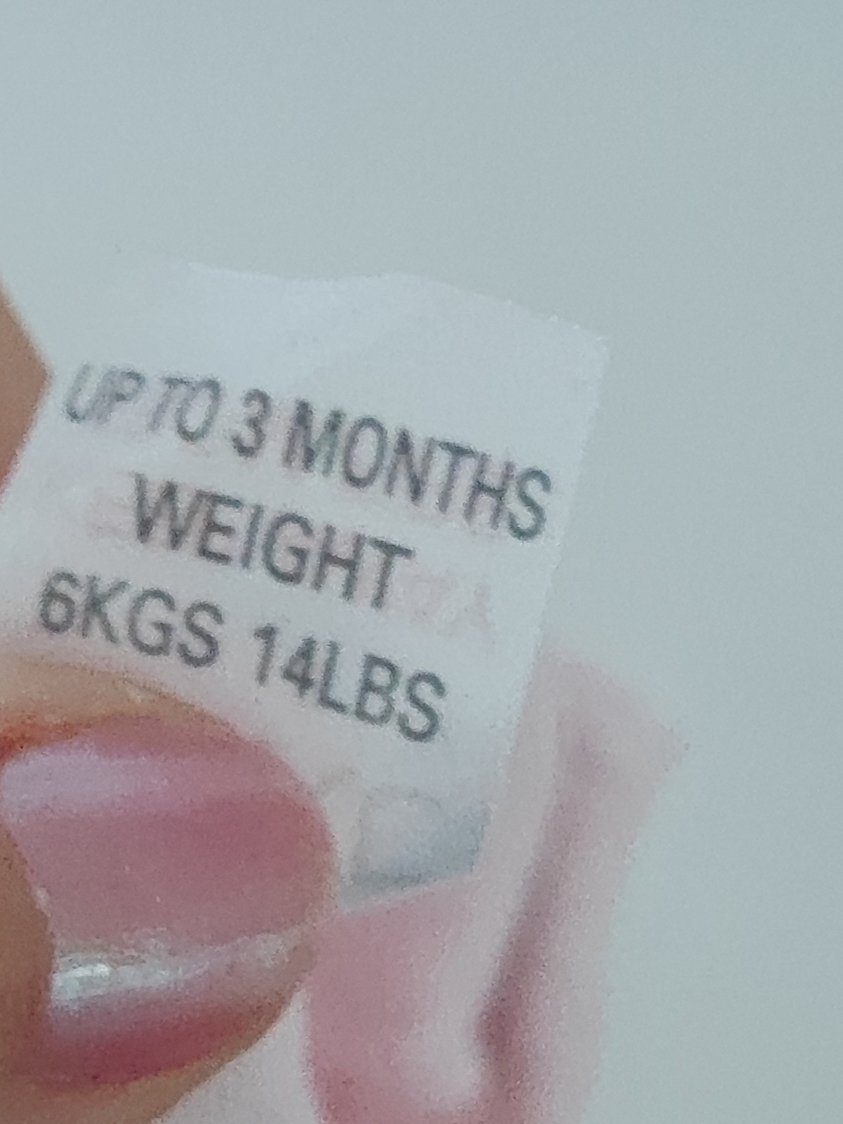 UP TO 3 MONTHS
WEIGHT
6KGS 14LBS